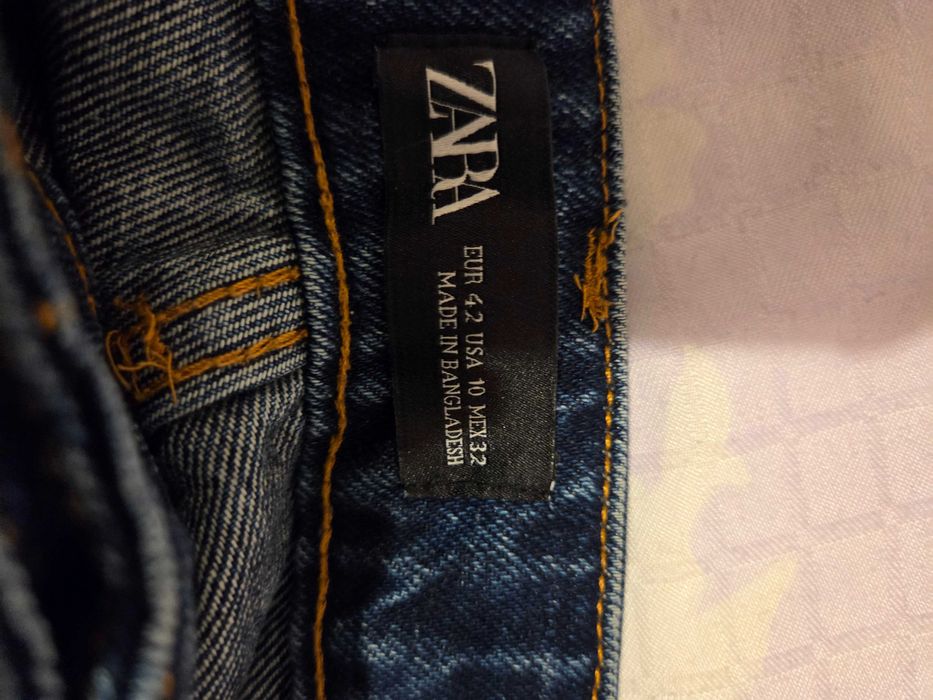 ZARA
EUR 42 USA 10 MEX 32
MADE IN BANGLADESH